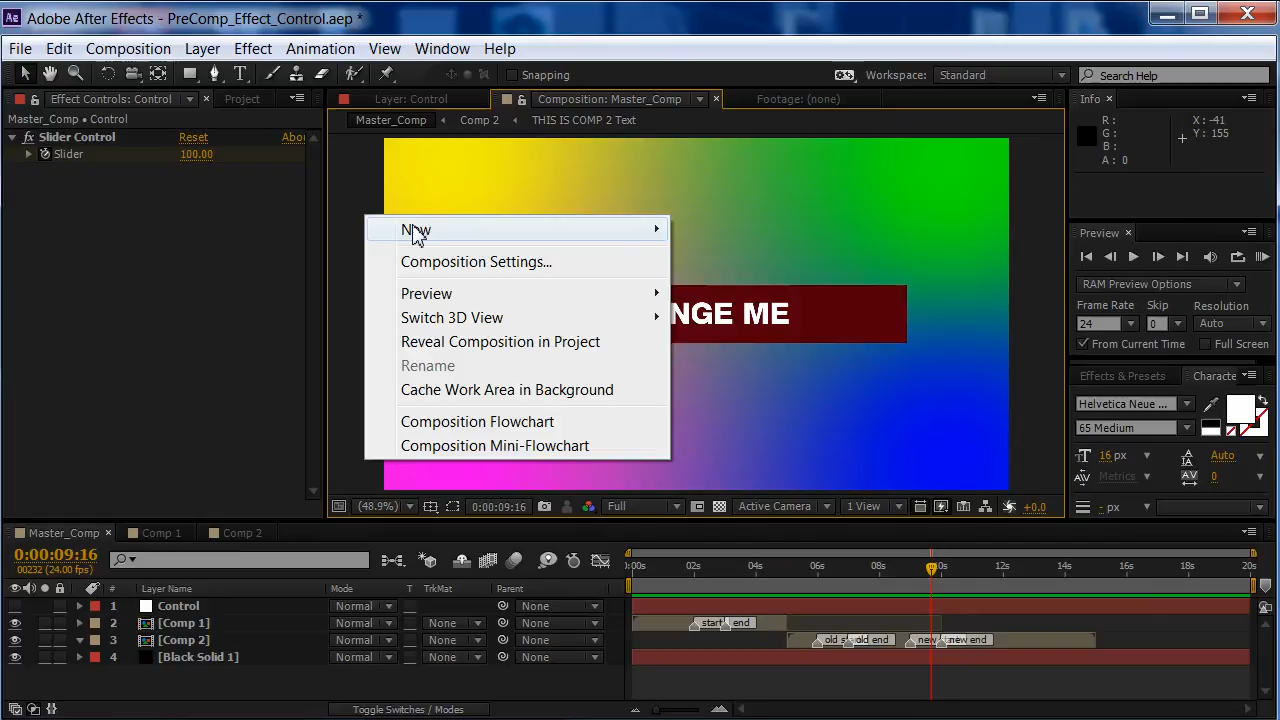 Adobe After Effects - PreComp_Effect_Control.aep *
File Edit Composition Layer Effect Animation View Window Help
Snapping Workspace: Standard Search Help
Effect Controls: Control Project
Master_Comp • Control
fx Slider Control Reset Abou
Slider 100.00
Layer: Control Composition: Master_Comp Footage: (none)
Master_Comp Comp 2 THIS IS COMP 2 Text
NGE ME
New
Composition Settings...
Preview
Switch 3D View
Reveal Composition in Project
Rename
Cache Work Area in Background
Composition Flowchart
Composition Mini-Flowchart
(48.9%) 0:00:09:16 Full Active Camera 1 View +0.0
Info
R : X : -41
G : Y : 155
B :
A : 0
Preview
RAM Preview Options
Frame Rate Skip Resolution
24 0 Auto
From Current Time Full Screen
Effects & Presets Characte
Helvetica Neue ...
65 Medium
16 px Auto
Metrics 0
- px
Master_Comp Comp 1 Comp 2
0:00:09:16
00232 (24.00 fps)
# Layer Name Mode T TrkMat Parent
1 Control Normal None
2 [Comp 1] Normal None None
3 [Comp 2] Normal None None
4 [Black Solid 1] Normal None None
:00s 02s 04s 06s 08s 0s 12s 14s 16s 18s 20s
start end
old end new end
Toggle Switches / Modes